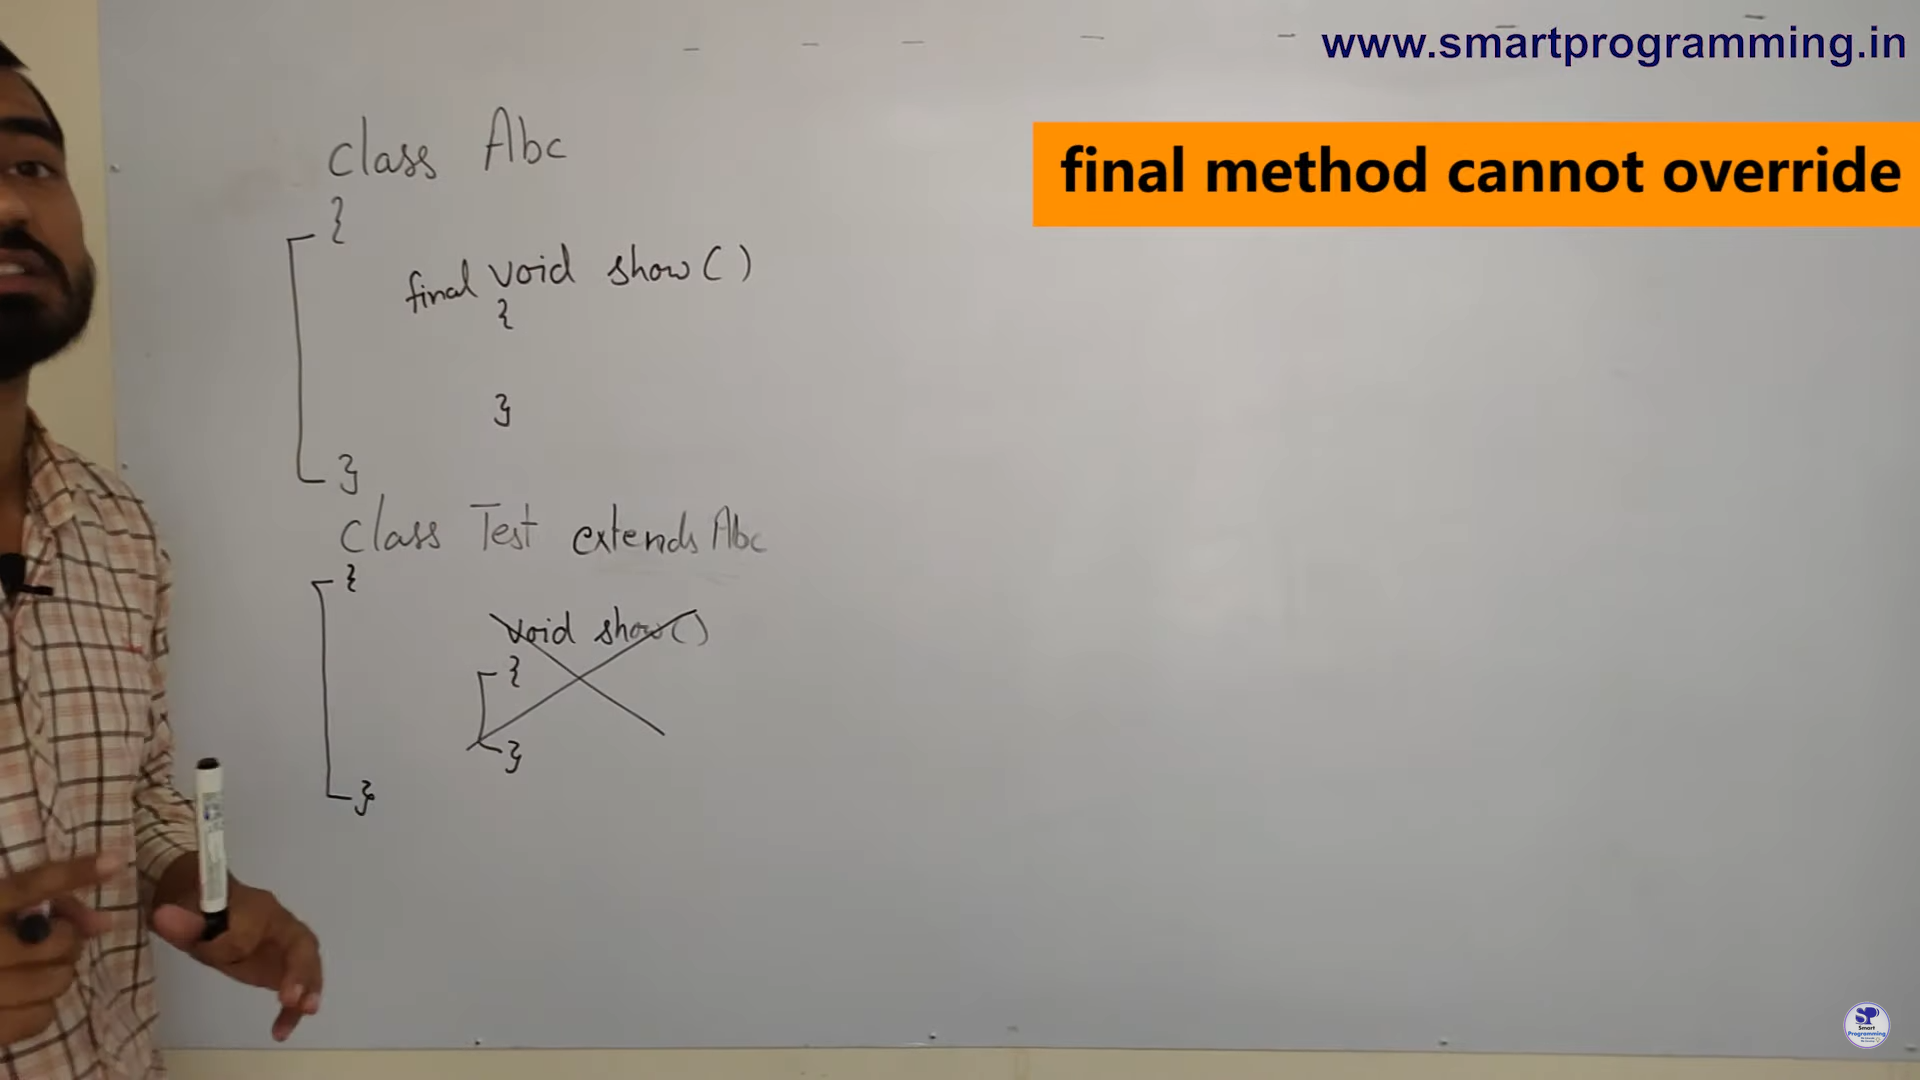 www.smartprogramming.in
final method cannot override
class Abc
{
final void show()
{
}
}
class Test extends Abc
{
void show()
{
}
}
SP
Smart
Programming